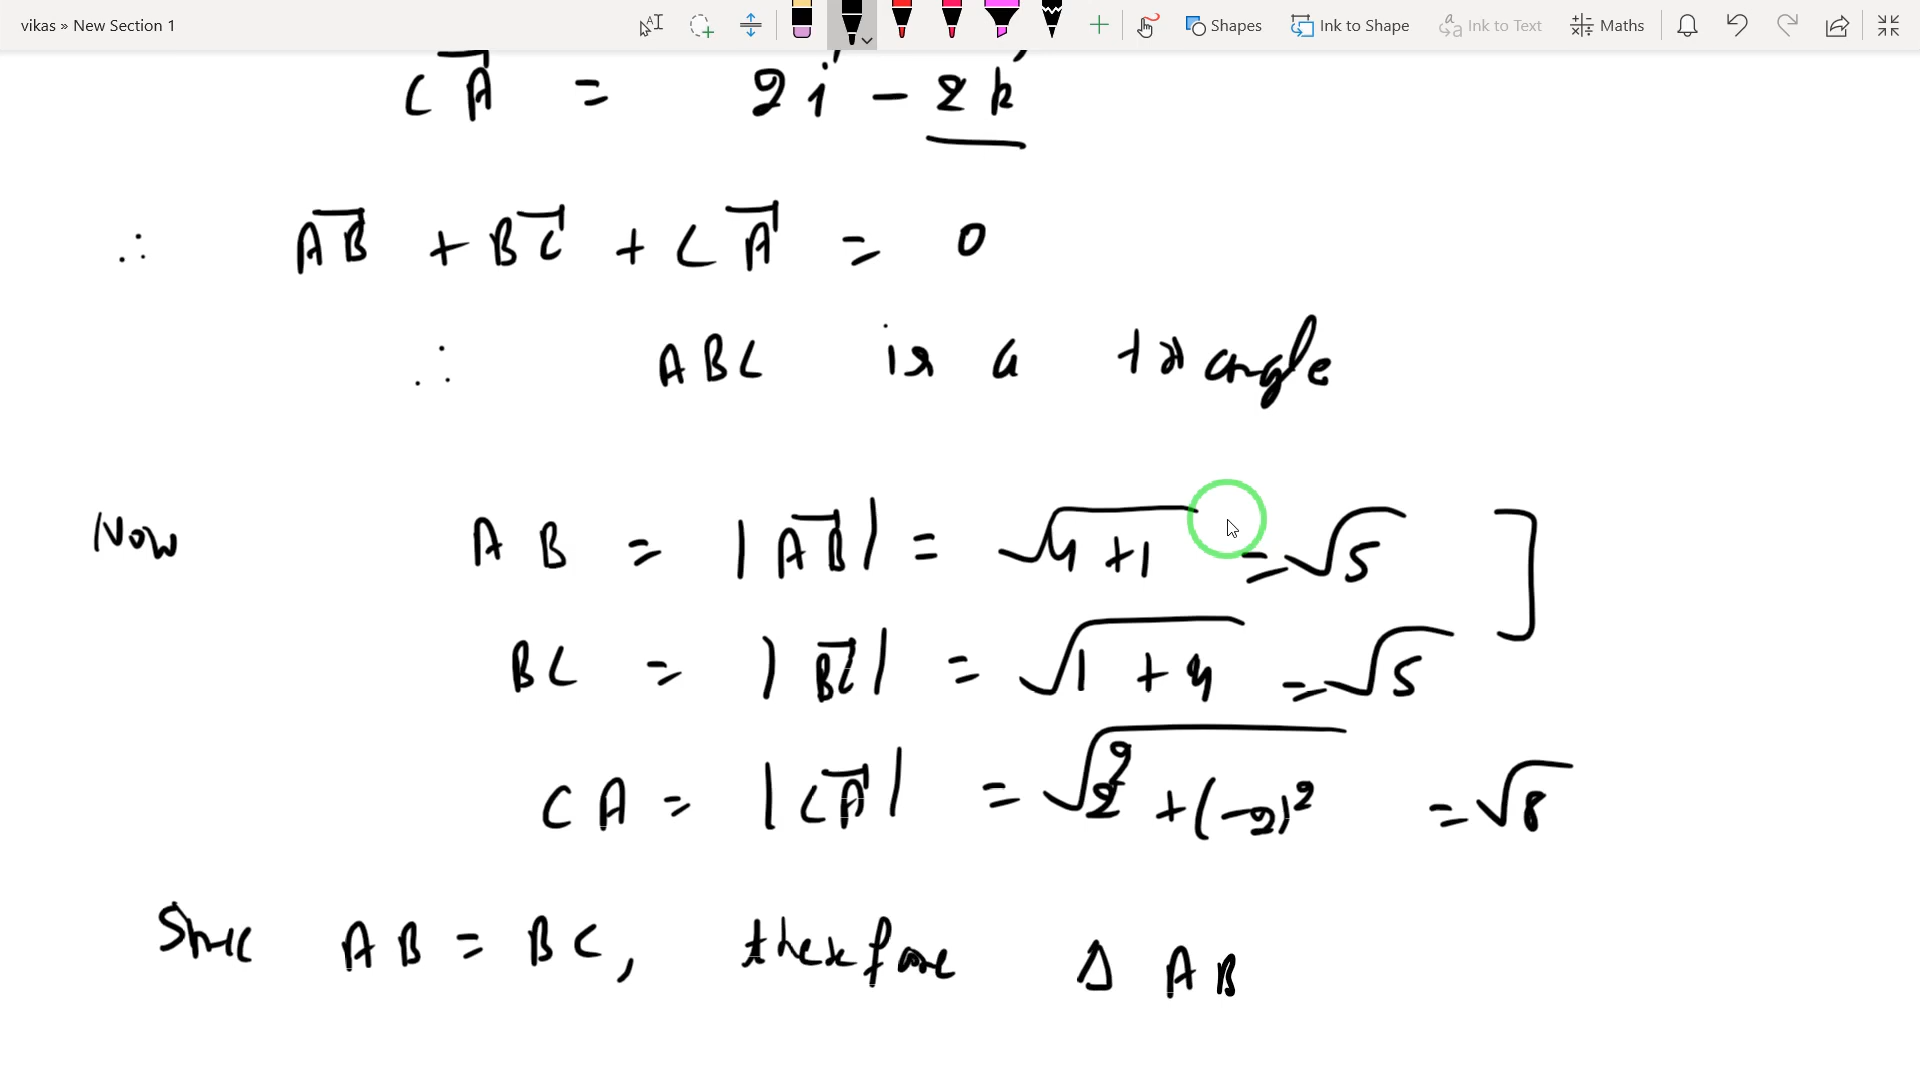 vikas » New Section 1 Shapes Ink to Shape Ink to Text Maths
CA = 2i - 2k
∴ AB + BC + CA = 0
∴ ABC is a triangle
Now AB = |AB| = √4+1 = √5
BC = |BC| = √1+4 = √5
CA = |CA| = √2² + (-2)² = √8
Since AB = BC, therefore Δ AB